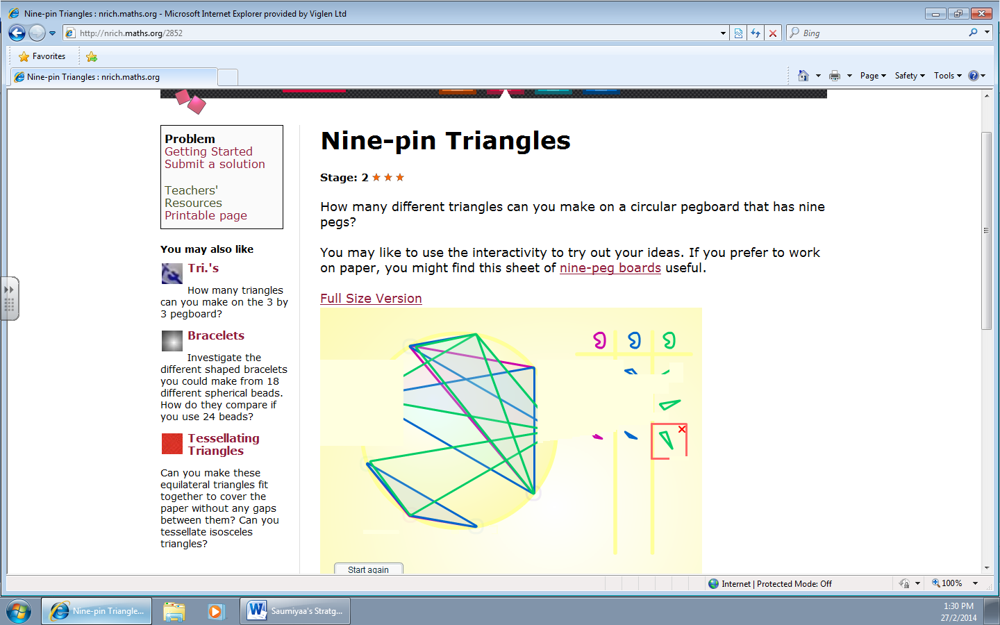 Nine-pin Triangles : nrich.maths.org - Microsoft Internet Explorer provided by Viglen Ltd
http://nrich.maths.org/2852
Bing
Favorites
Nine-pin Triangles : nrich.maths.org
Page
Safety
Tools
Problem
Getting Started
Submit a solution
Teachers'
Resources
Printable page
You may also like
Tri.'s
How many triangles
can you make on the 3 by
3 pegboard?
Bracelets
Investigate the
different shaped bracelets
you could make from 18
different spherical beads.
How do they compare if
you use 24 beads?
Tessellating
Triangles
Can you make these
equilateral triangles fit
together to cover the
paper without any gaps
between them? Can you
tessellate isosceles
triangles?
Nine-pin Triangles
Stage: 2
How many different triangles can you make on a circular pegboard that has nine
pegs?
You may like to use the interactivity to try out your ideas. If you prefer to work
on paper, you might find this sheet of nine-peg boards useful.
Full Size Version
Start again
Internet | Protected Mode: Off
100%
Nine-pin Triangle...
Saumiyaa's Stratg...
1:30 PM
27/2/2014